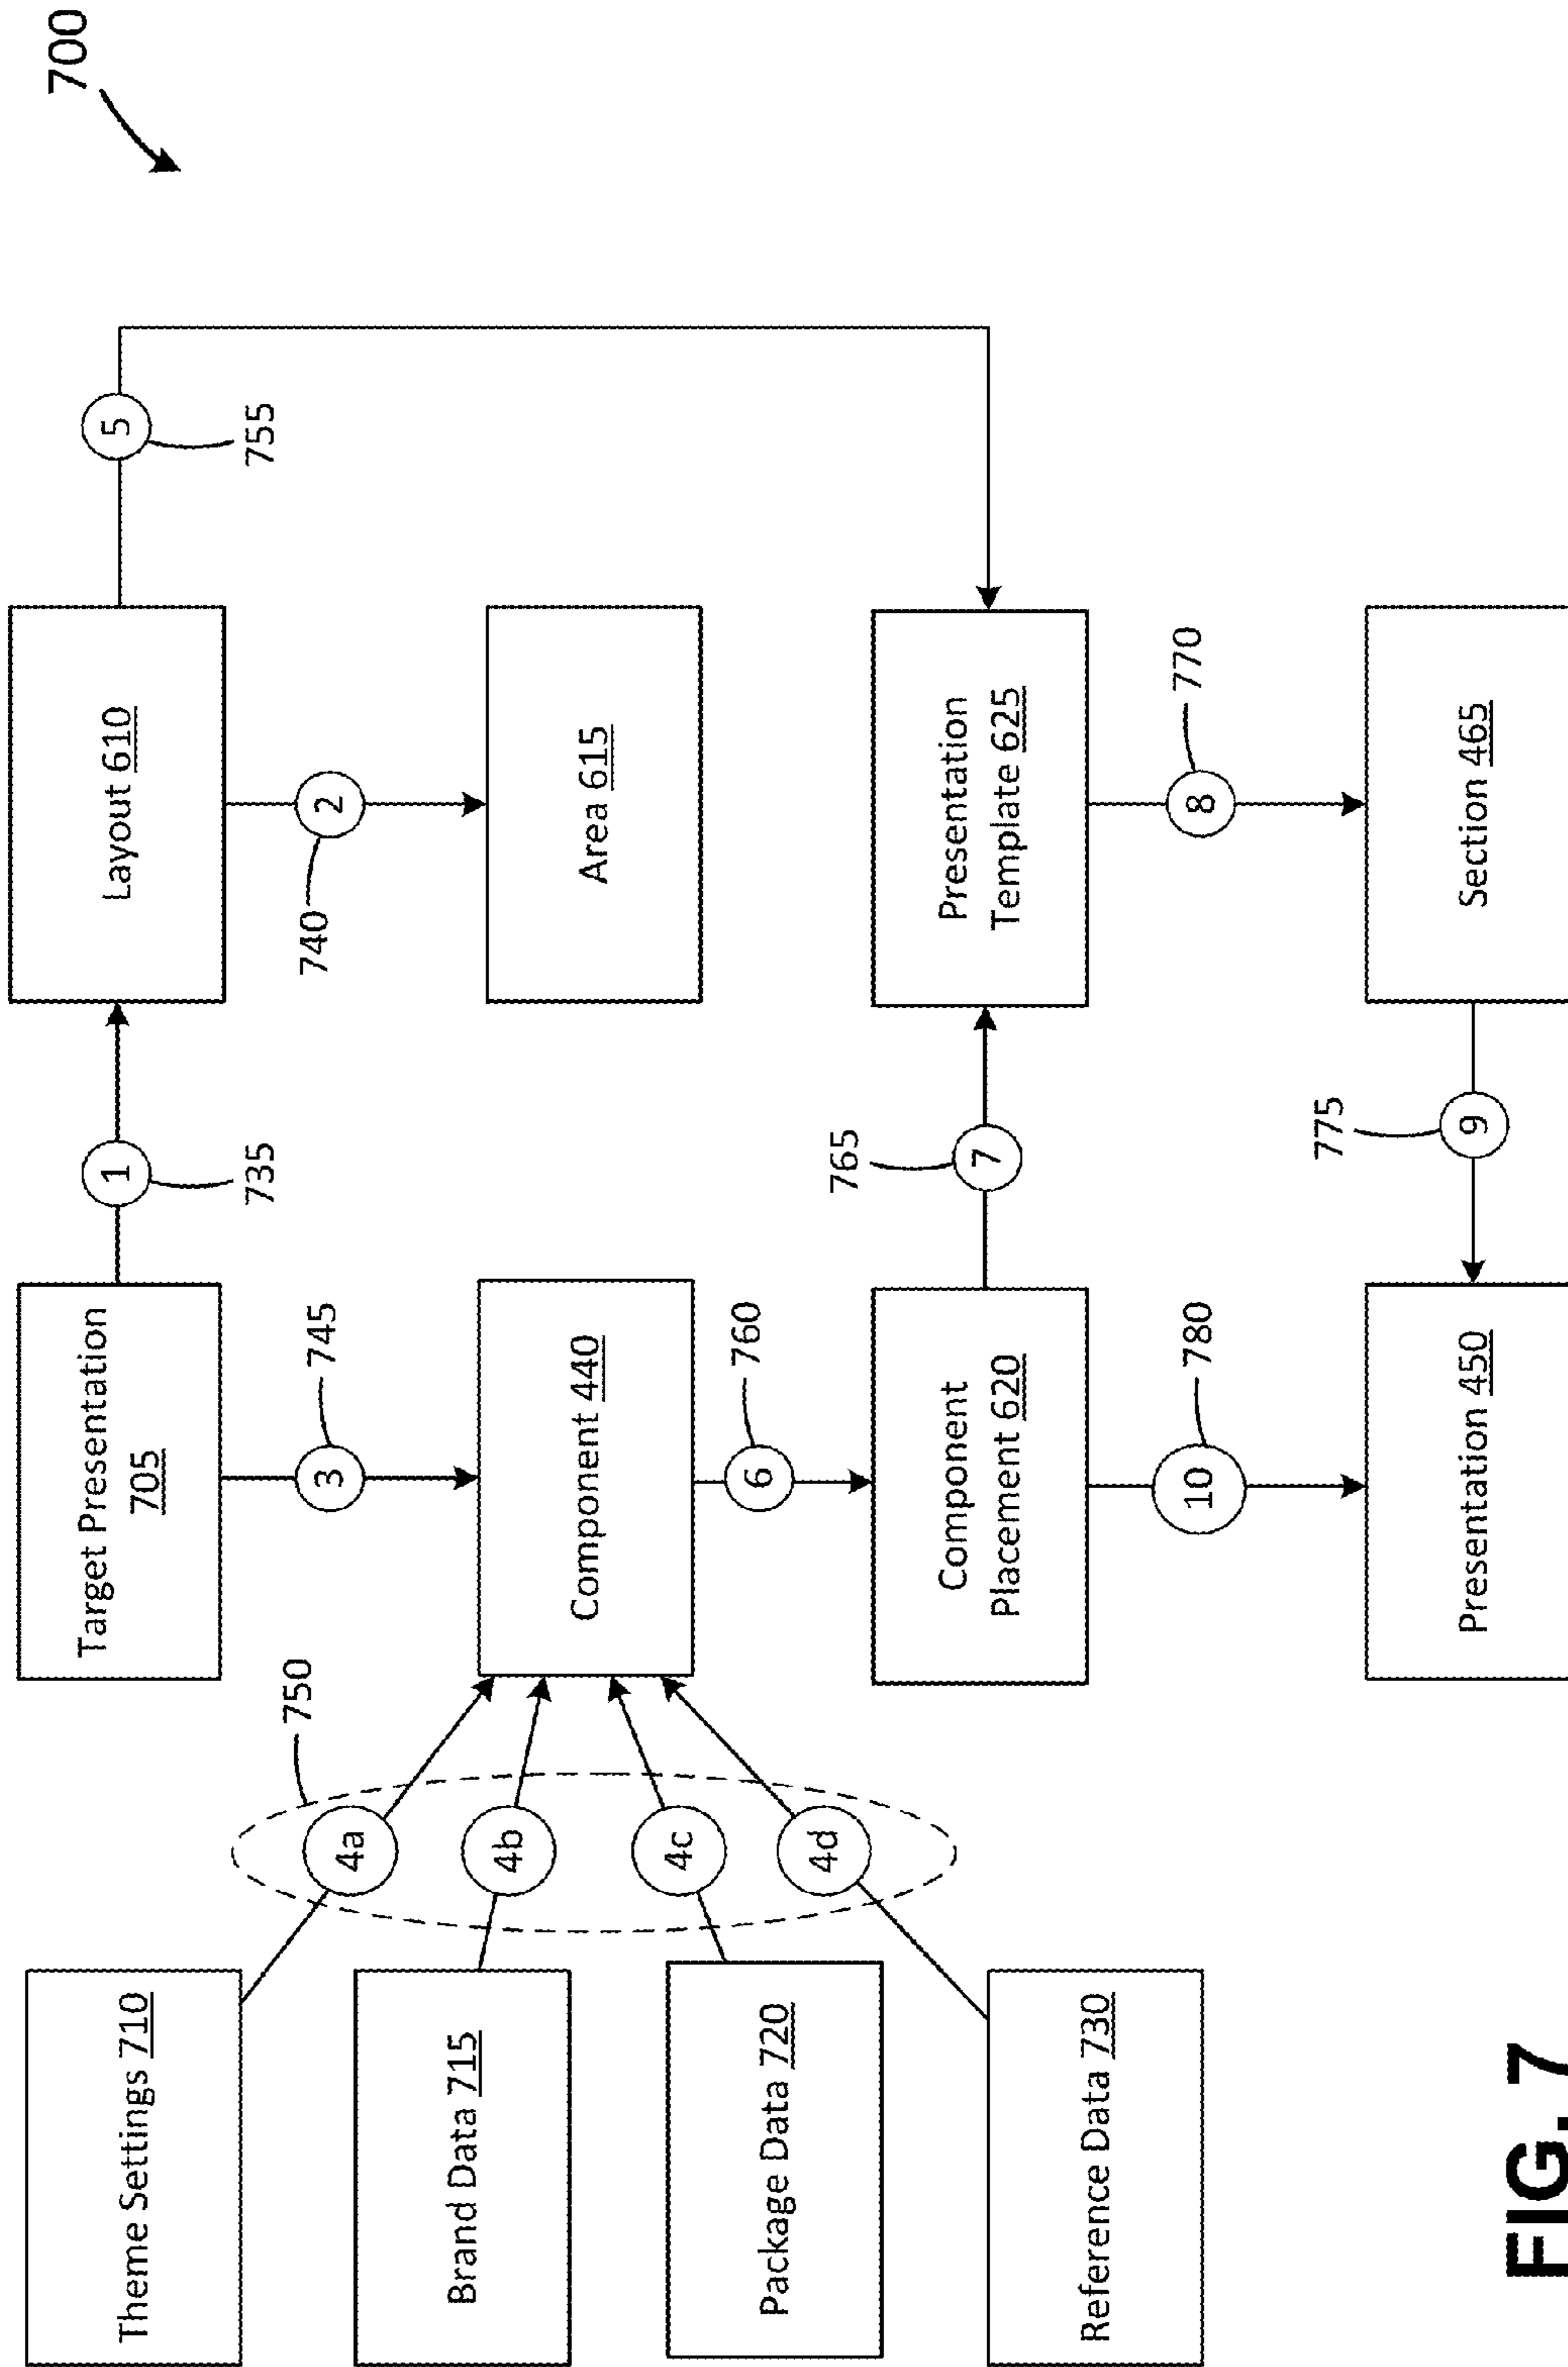 700
Theme Settings 710
Target Presentation
705
1
735
Layout 610
5
755
4a
750
3
745
2
740
Brand Data 715
4b
Component 440
Area 615
Package Data 720
4c
6
760
Reference Data 730
4d
Component
Placement 620
7
765
Presentation
Template 625
10
780
8
770
Presentation 450
9
775
Section 465
FIG. 7